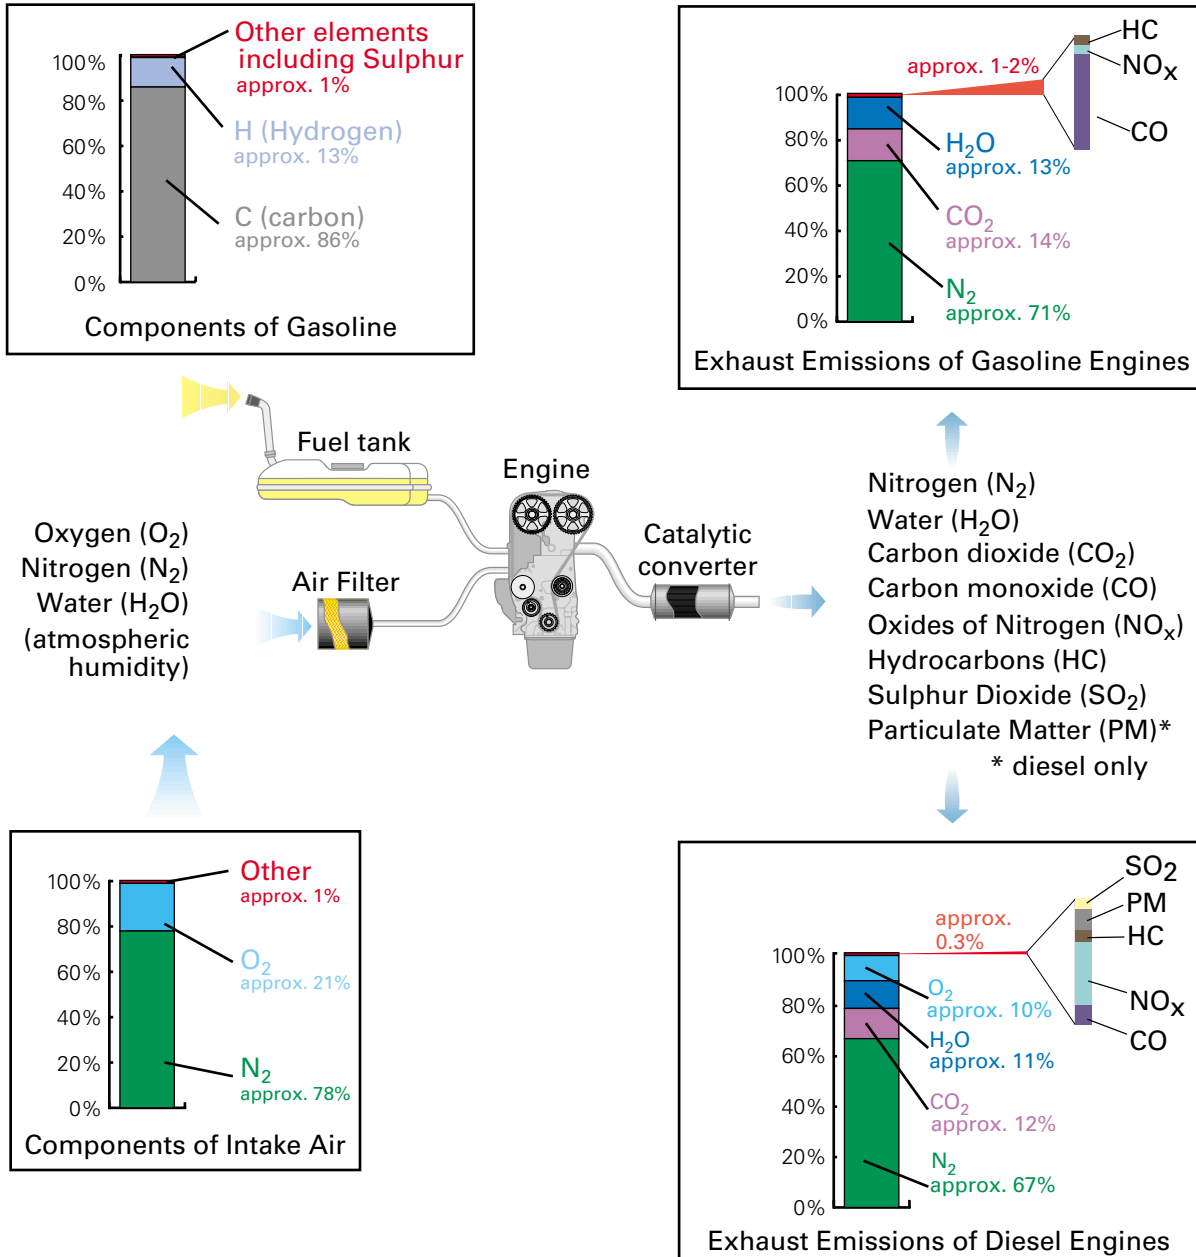 Other elements
including Sulphur
approx. 1%
H (Hydrogen)
approx. 13%
C (carbon)
approx. 86%
100%
80%
60%
40%
20%
0%
Components of Gasoline
approx. 1-2%
HC
NOx
CO
100%
80%
60%
40%
20%
0%
H2O
approx. 13%
CO2
approx. 14%
N2
approx. 71%
Exhaust Emissions of Gasoline Engines
Fuel tank
Engine
Air Filter
Catalytic
converter
Oxygen (O2)
Nitrogen (N2)
Water (H2O)
(atmospheric
humidity)
Nitrogen (N2)
Water (H2O)
Carbon dioxide (CO2)
Carbon monoxide (CO)
Oxides of Nitrogen (NOx)
Hydrocarbons (HC)
Sulphur Dioxide (SO2)
Particulate Matter (PM)*
* diesel only
100%
80%
60%
40%
20%
0%
Other
approx. 1%
O2
approx. 21%
N2
approx. 78%
Components of Intake Air
approx.
0.3%
SO2
PM
HC
NOx
CO
100%
80%
60%
40%
20%
0%
O2
approx. 10%
H2O
approx. 11%
CO2
approx. 12%
N2
approx. 67%
Exhaust Emissions of Diesel Engines